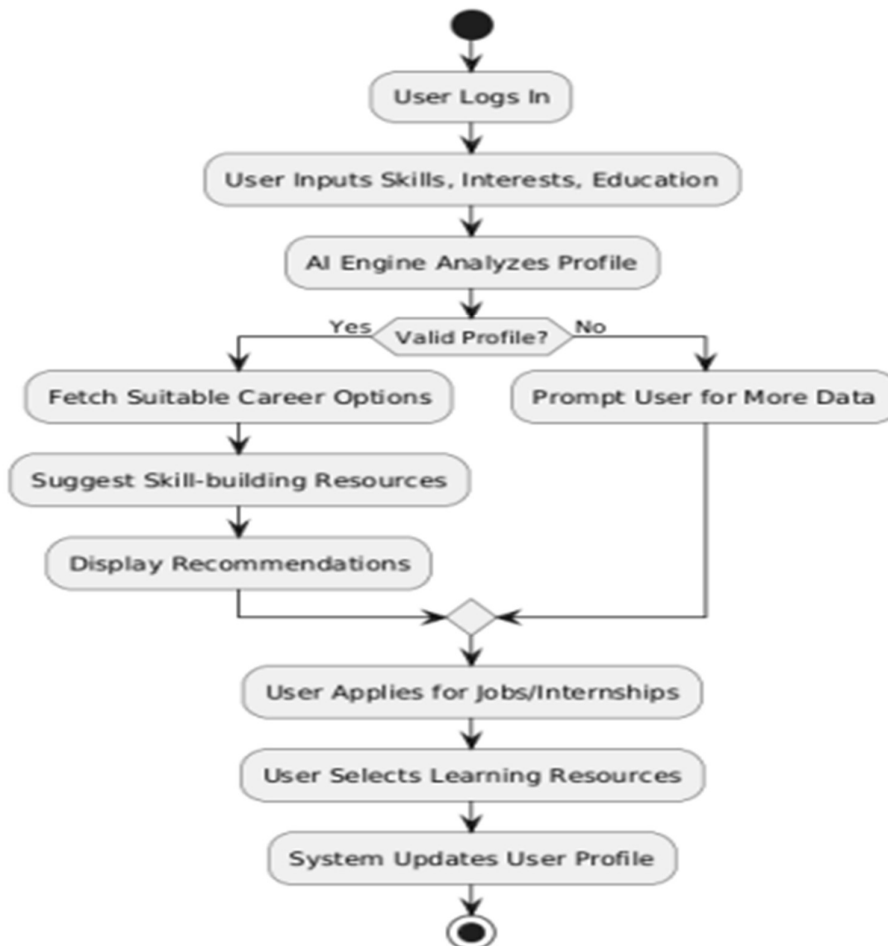 User Logs In
User Inputs Skills, Interests, Education
AI Engine Analyzes Profile
Yes
Valid Profile?
No
Fetch Suitable Career Options
Prompt User for More Data
Suggest Skill-building Resources
Display Recommendations
User Applies for Jobs/Internships
User Selects Learning Resources
System Updates User Profile